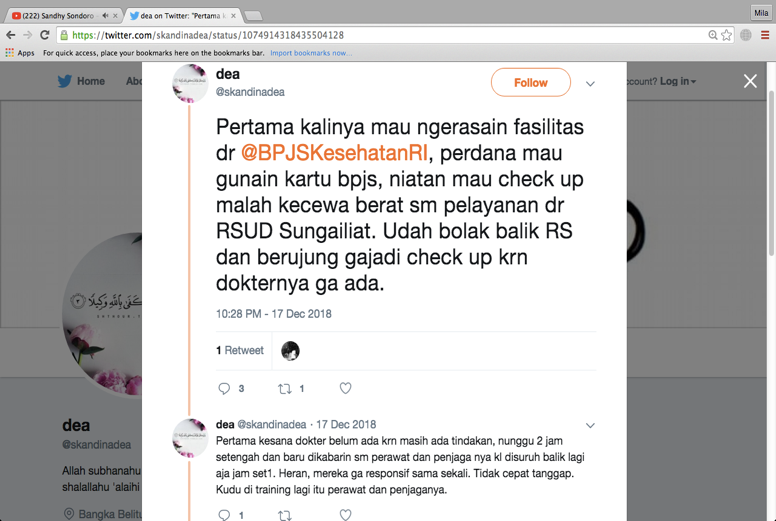 (222) Sandhy Sondoro
dea on Twitter: "Pertama k
Mila
https://twitter.com/skandinadea/status/1074914318435504128
Apps For quick access, place your bookmarks here on the bookmarks bar. Import bookmarks now...
Home
Abo
count? Log in
dea
@skandinadea
Follow
Pertama kalinya mau ngerasain fasilitas
dr @BPJSKesehatanRI, perdana mau
gunain kartu bpjs, niatan mau check up
malah kecewa berat sm pelayanan dr
RSUD Sungailiat. Udah bolak balik RS
dan berujung gajadi check up krn
dokternya ga ada.
10:28 PM - 17 Dec 2018
1 Retweet
3 1
dea @skandinadea · 17 Dec 2018
Pertama kesana dokter belum ada krn masih ada tindakan, nunggu 2 jam
setengah dan baru dikabarin sm perawat dan penjaga nya kl disuruh balik lagi
aja jam set1. Heran, mereka ga responsif sama sekali. Tidak cepat tanggap.
Kudu di training lagi itu perawat dan penjaganya.
1
dea
@skandinadea
Allah subhanahu
shalallahu 'alaihi
Bangka Belitu